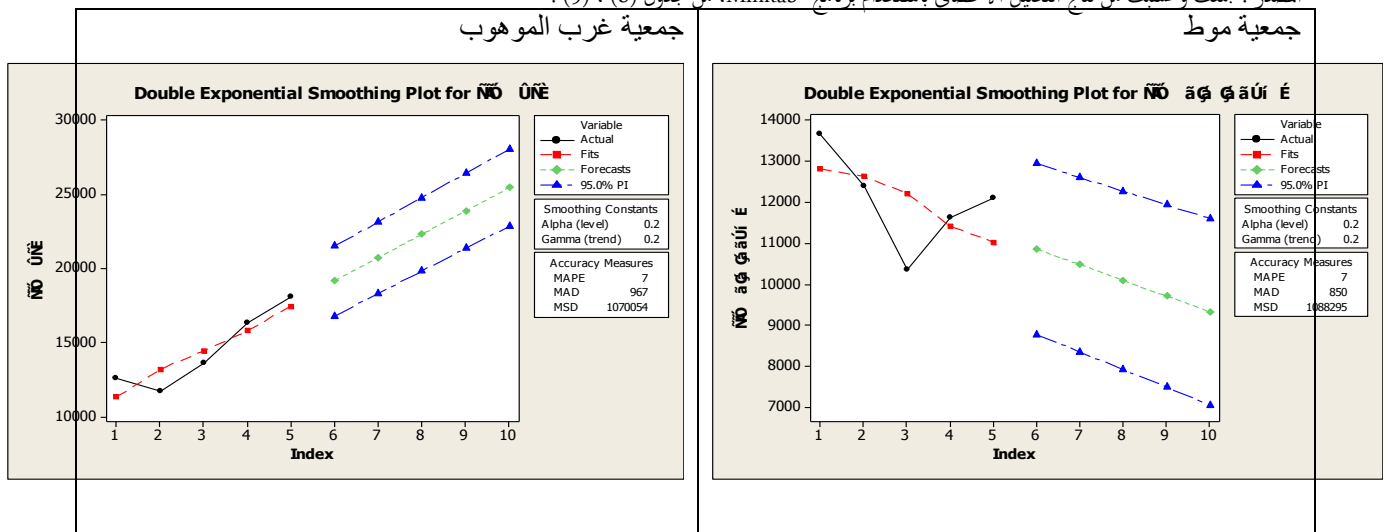 جمعية موط
جمعية غرب الموهوب
Double Exponential Smoothing Plot for
30000
25000
20000
15000
10000
1 2 3 4 5 6 7 8 9 10
Index
Variable
Actual
Fits
Forecasts
95.0% PI
Smoothing Constants
Alpha (level) 0.2
Gamma (trend) 0.2
Accuracy Measures
MAPE 7
MAD 967
MSD 1070054
Double Exponential Smoothing Plot for
14000
13000
12000
11000
10000
9000
8000
7000
1 2 3 4 5 6 7 8 9 10
Index
Variable
Actual
Fits
Forecasts
95.0% PI
Smoothing Constants
Alpha (level) 0.2
Gamma (trend) 0.2
Accuracy Measures
MAPE 7
MAD 850
MSD 1088295